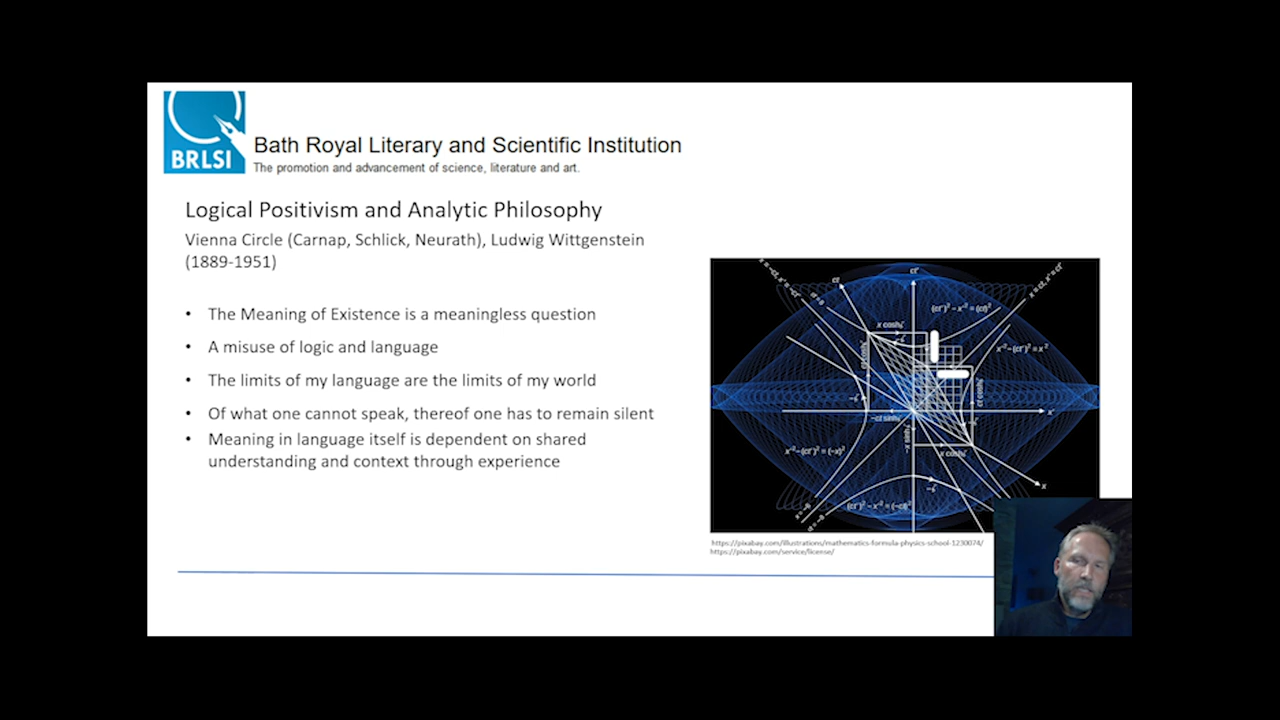 BRLSI
Bath Royal Literary and Scientific Institution
The promotion and advancement of science, literature and art.
Logical Positivism and Analytic Philosophy
Vienna Circle (Carnap, Schlick, Neurath), Ludwig Wittgenstein
(1889-1951)
• The Meaning of Existence is a meaningless question
• A misuse of logic and language
• The limits of my language are the limits of my world
• Of what one cannot speak, thereof one has to remain silent
• Meaning in language itself is dependent on shared
understanding and context through experience
https://pixabay.com/illustrations/mathematics-formula-physics-school-1230074/
https://pixabay.com/service/license/